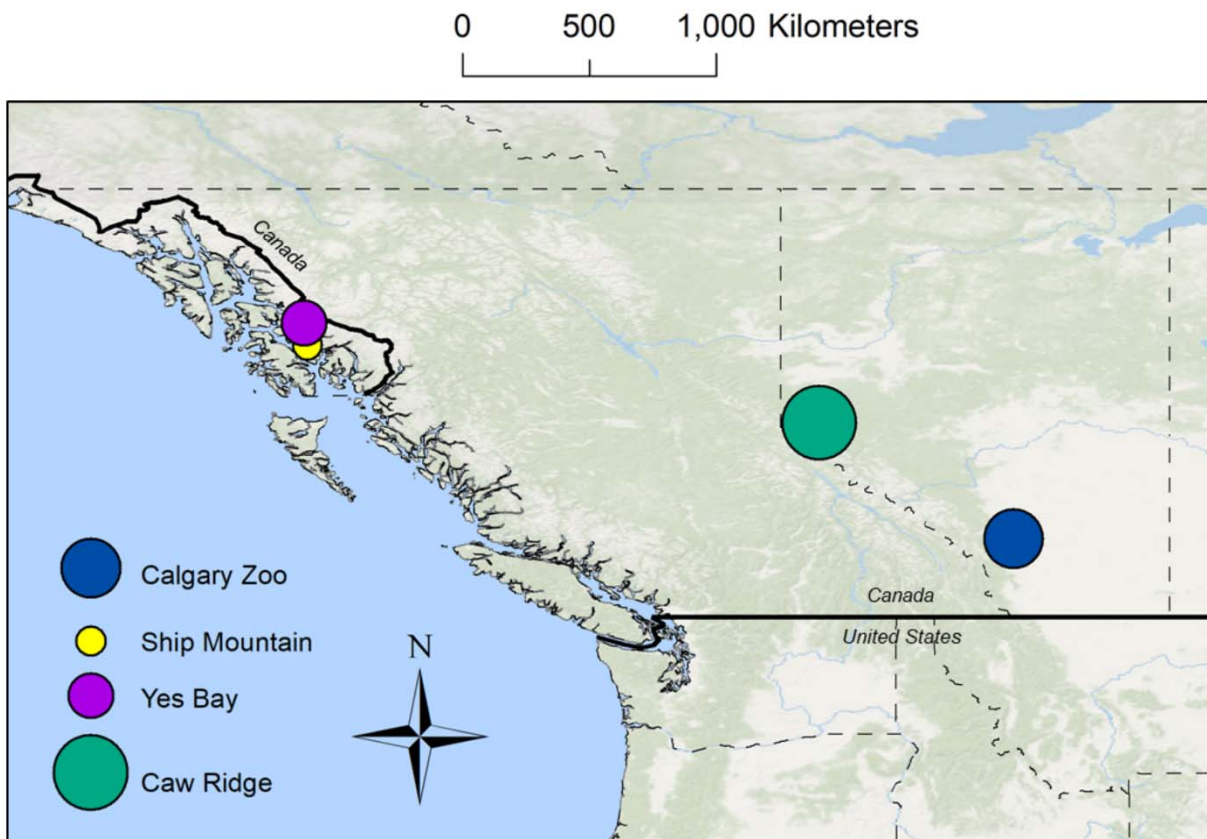 0 500 1,000 Kilometers
Canada
Canada
United States
Calgary Zoo
Ship Mountain
Yes Bay
Caw Ridge
N